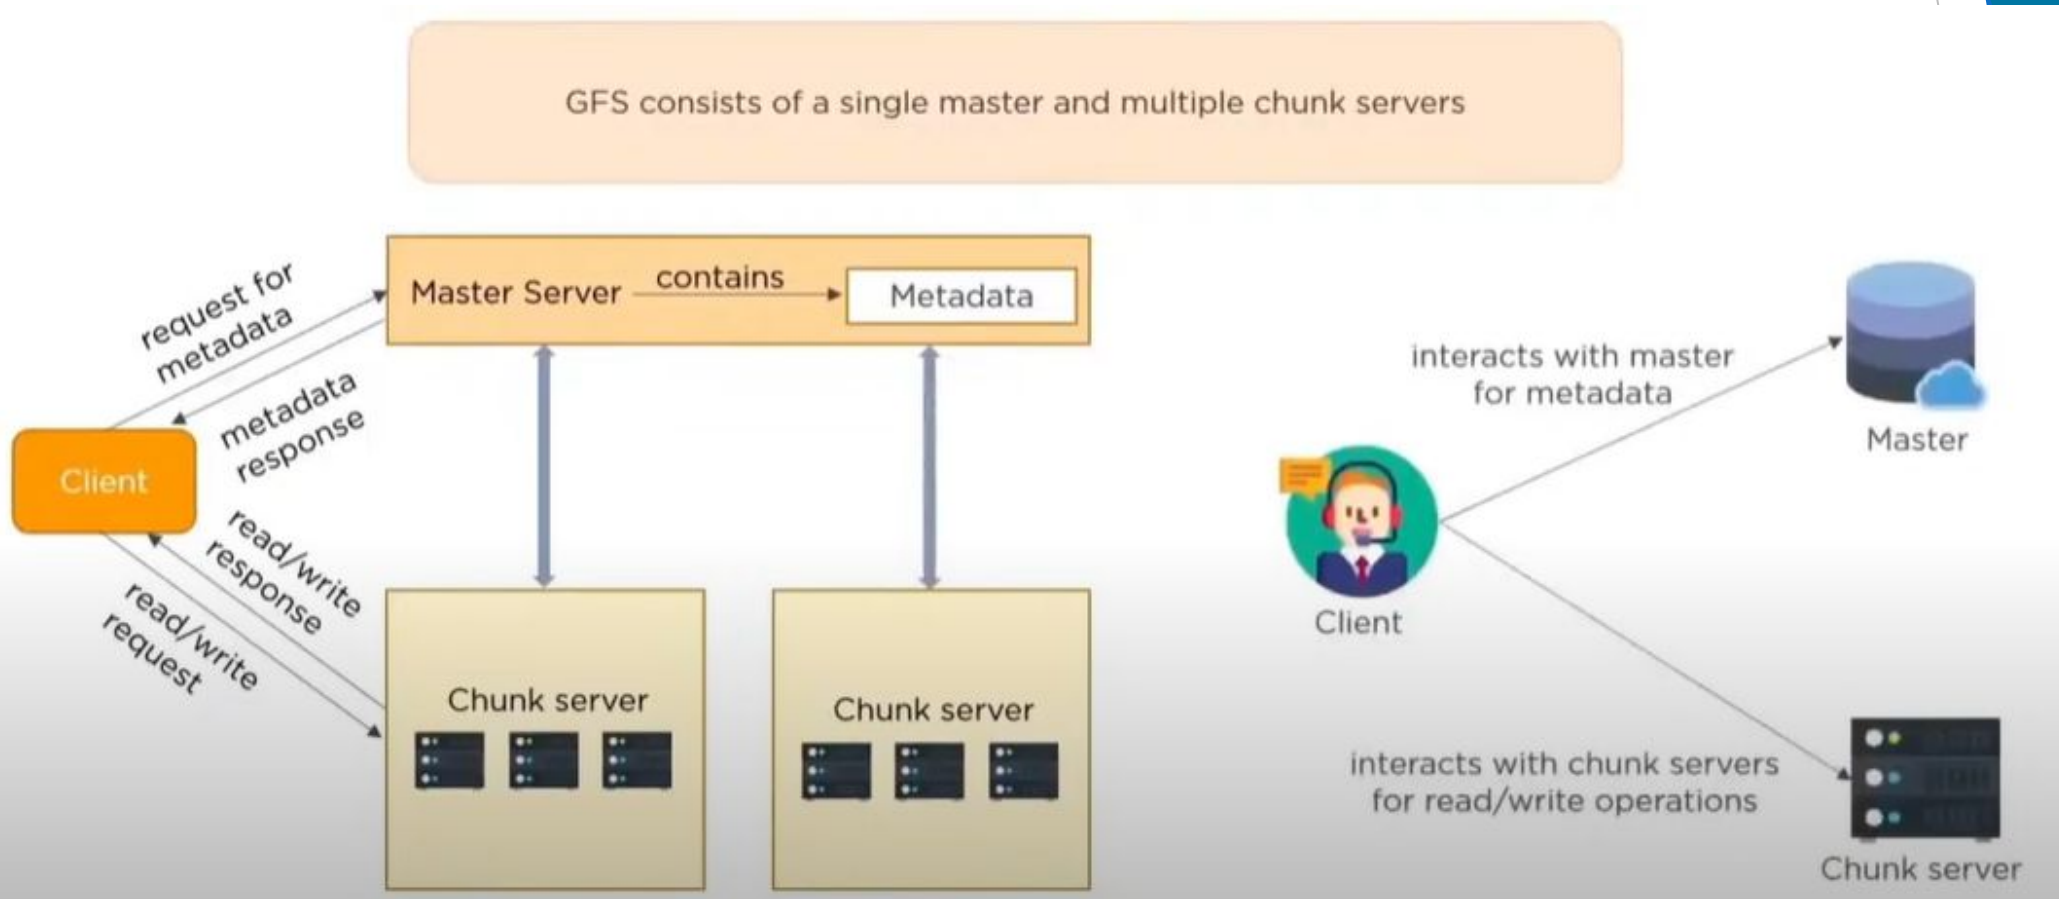 GFS consists of a single master and multiple chunk servers
request for
metadata
Master Server
contains
Metadata
metadata
response
Client
read/write
response
read/write
request
Chunk server
Chunk server
interacts with master
for metadata
Master
Client
interacts with chunk servers
for read/write operations
Chunk server